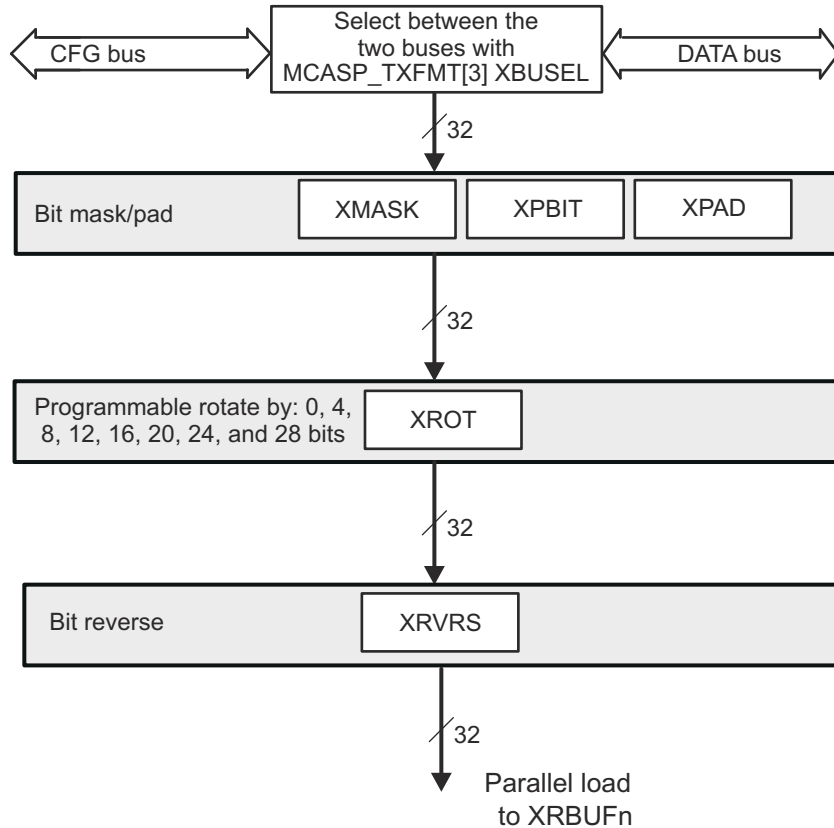 Select between the
two buses with
MCASP_TXFMT[3] XBUSEL
CFG bus
DATA bus
32
Bit mask/pad
XMASK
XPBIT
XPAD
32
Programmable rotate by: 0, 4,
8, 12, 16, 20, 24, and 28 bits
XROT
32
Bit reverse
XRVRS
32
Parallel load
to XRBUFn